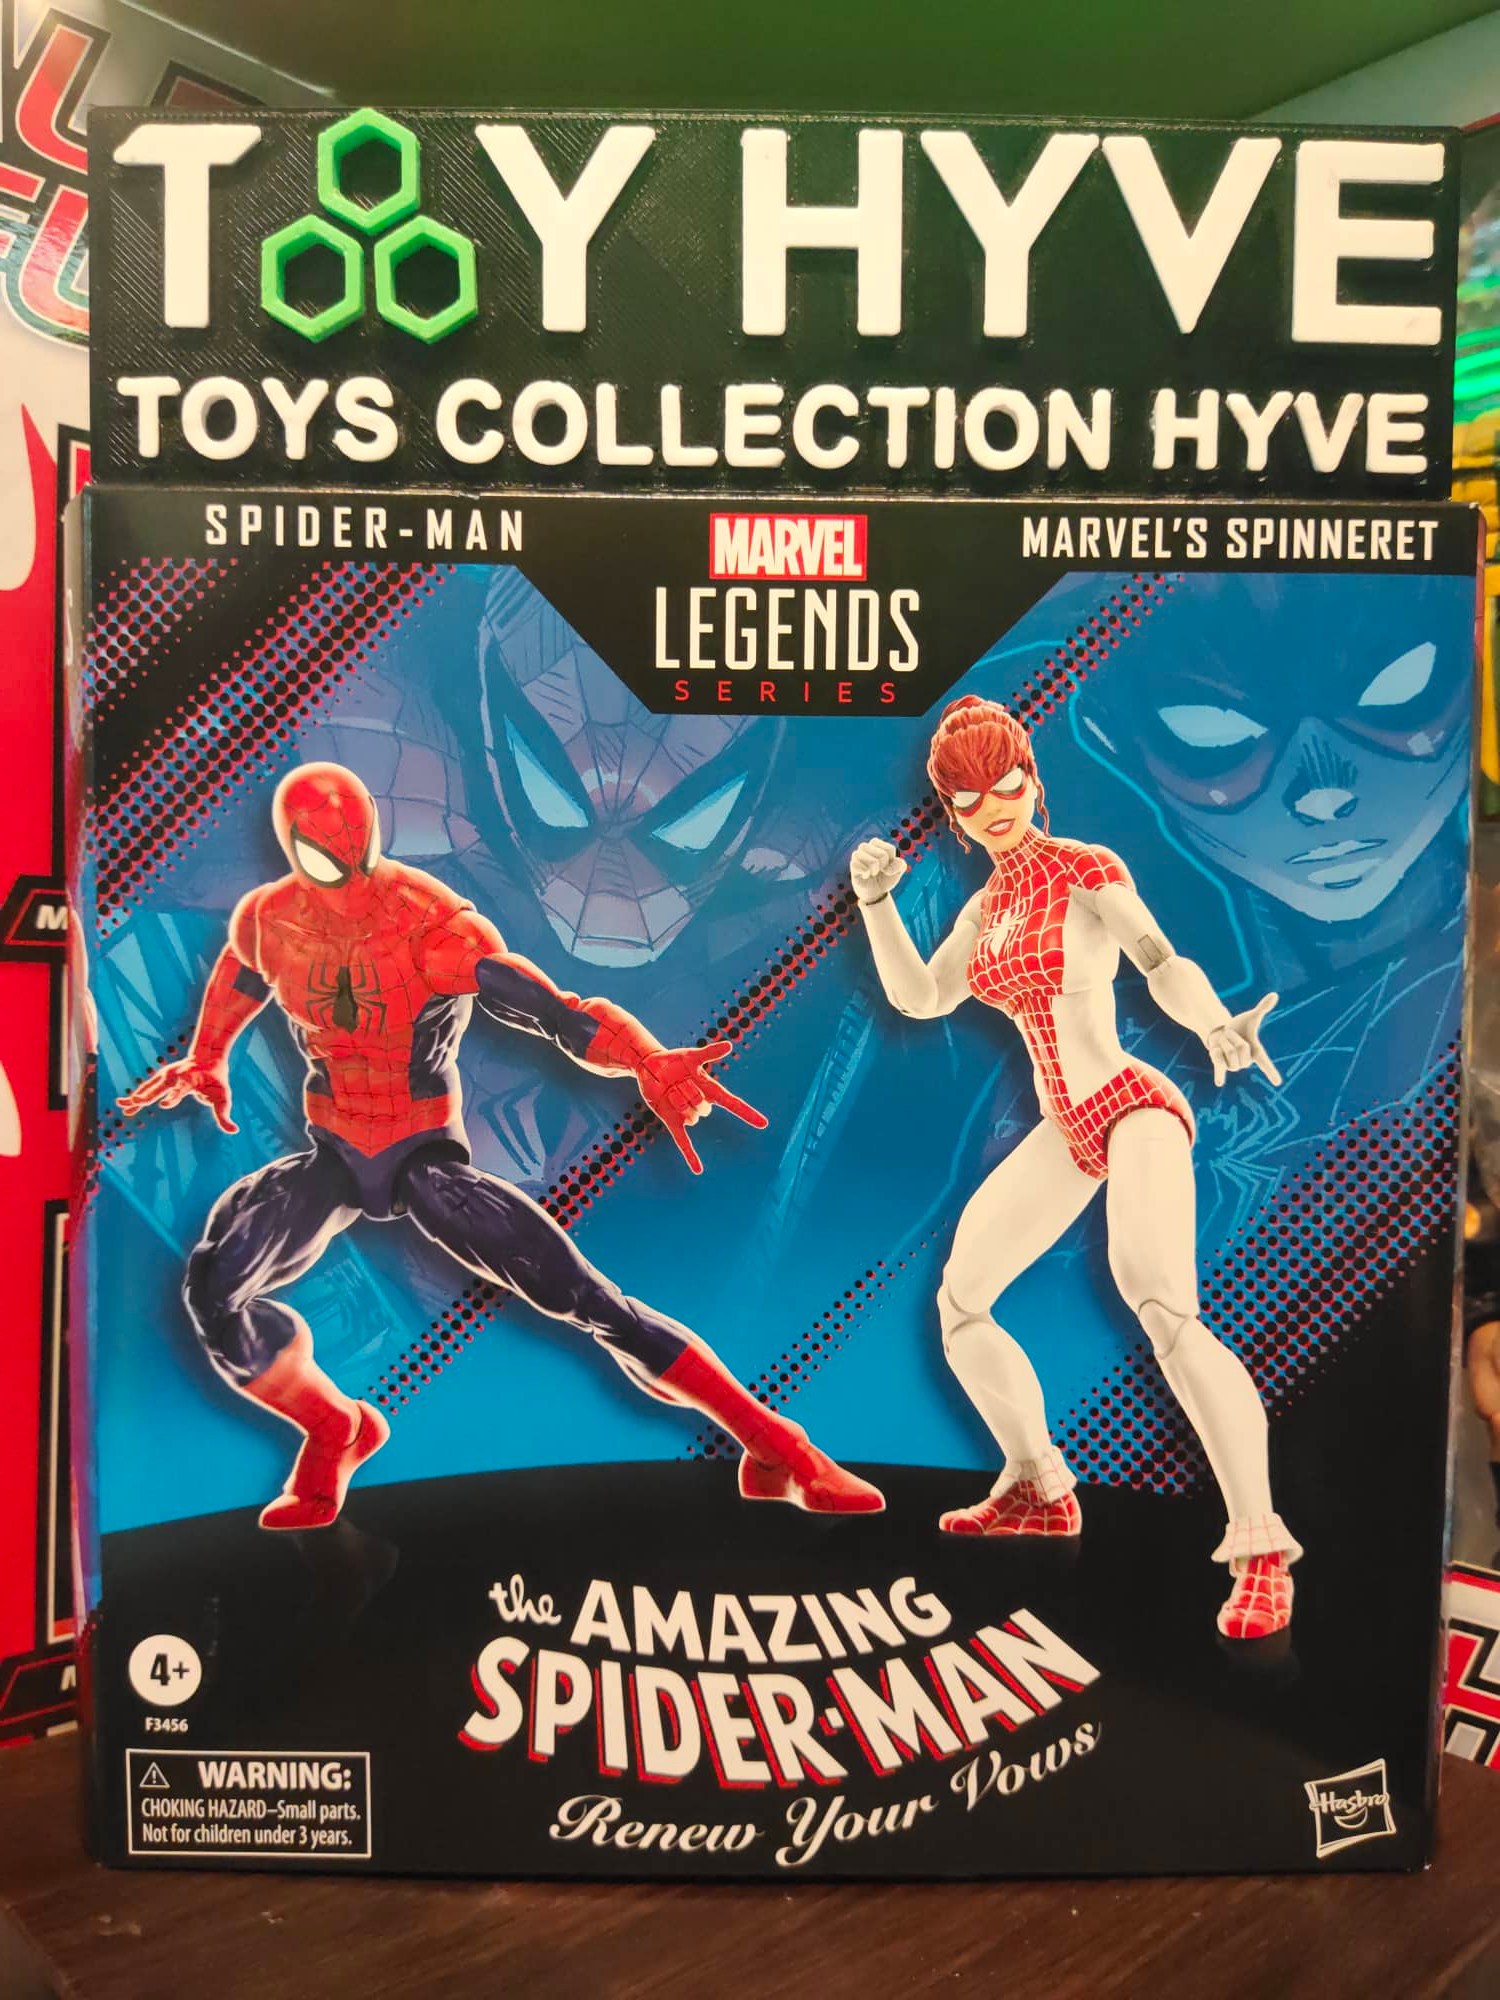 TOY HYVE
TOYS COLLECTION HYVE
SPIDER-MAN
MARVEL
LEGENDS
SERIES
MARVEL'S SPINNERET
the AMAZING
SPIDER-MAN
Renew Your Vows
4+
F3456
WARNING:
CHOKING HAZARD–Small parts.
Not for children under 3 years.
Hasbro